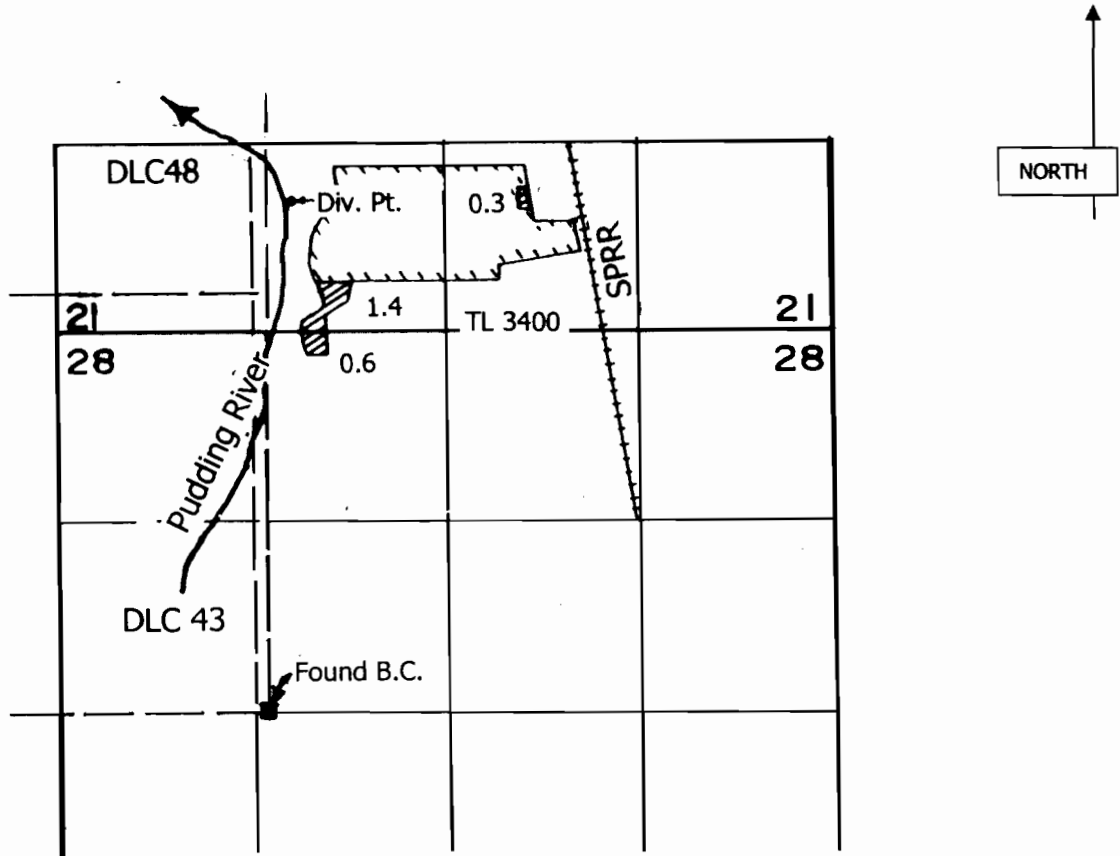 NORTH
DLC48
Div. Pt.
0.3
SPRR
1.4
21
TL 3400
21
28
0.6
28
Pudding River
DLC 43
Found B.C.